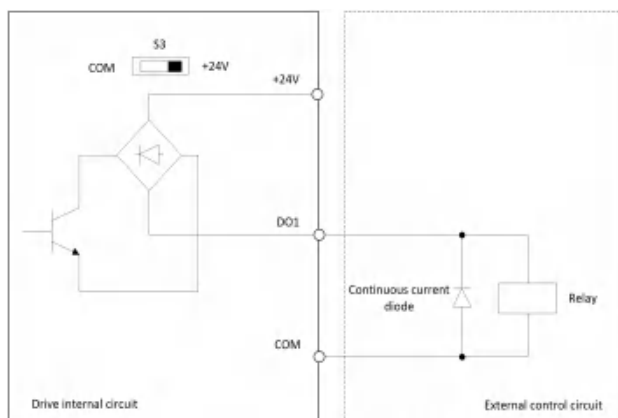 S3
COM +24V
+24V
DO1
Continuous current
diode
Relay
COM
Drive internal circuit
External control circuit